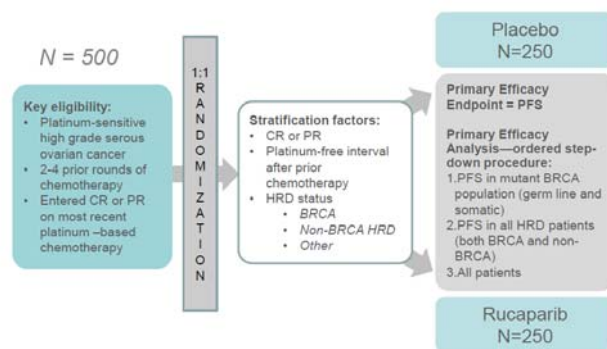 N = 500
Key eligibility:
• Platinum-sensitive
high grade serous
ovarian cancer
• 2-4 prior rounds of
chemotherapy
• Entered CR or PR
on most recent
platinum –based
chemotherapy
1:1
RANDOMIZATION
Stratification factors:
• CR or PR
• Platinum-free interval
after prior
chemotherapy
• HRD status
• BRCA
• Non-BRCA HRD
• Other
Placebo
N=250
Primary Efficacy
Endpoint = PFS
Primary Efficacy
Analysis—ordered step-
down procedure:
1.PFS in mutant BRCA
population (germ line and
somatic)
2.PFS in all HRD patients
(both BRCA and non-
BRCA)
3.All patients
Rucaparib
N=250